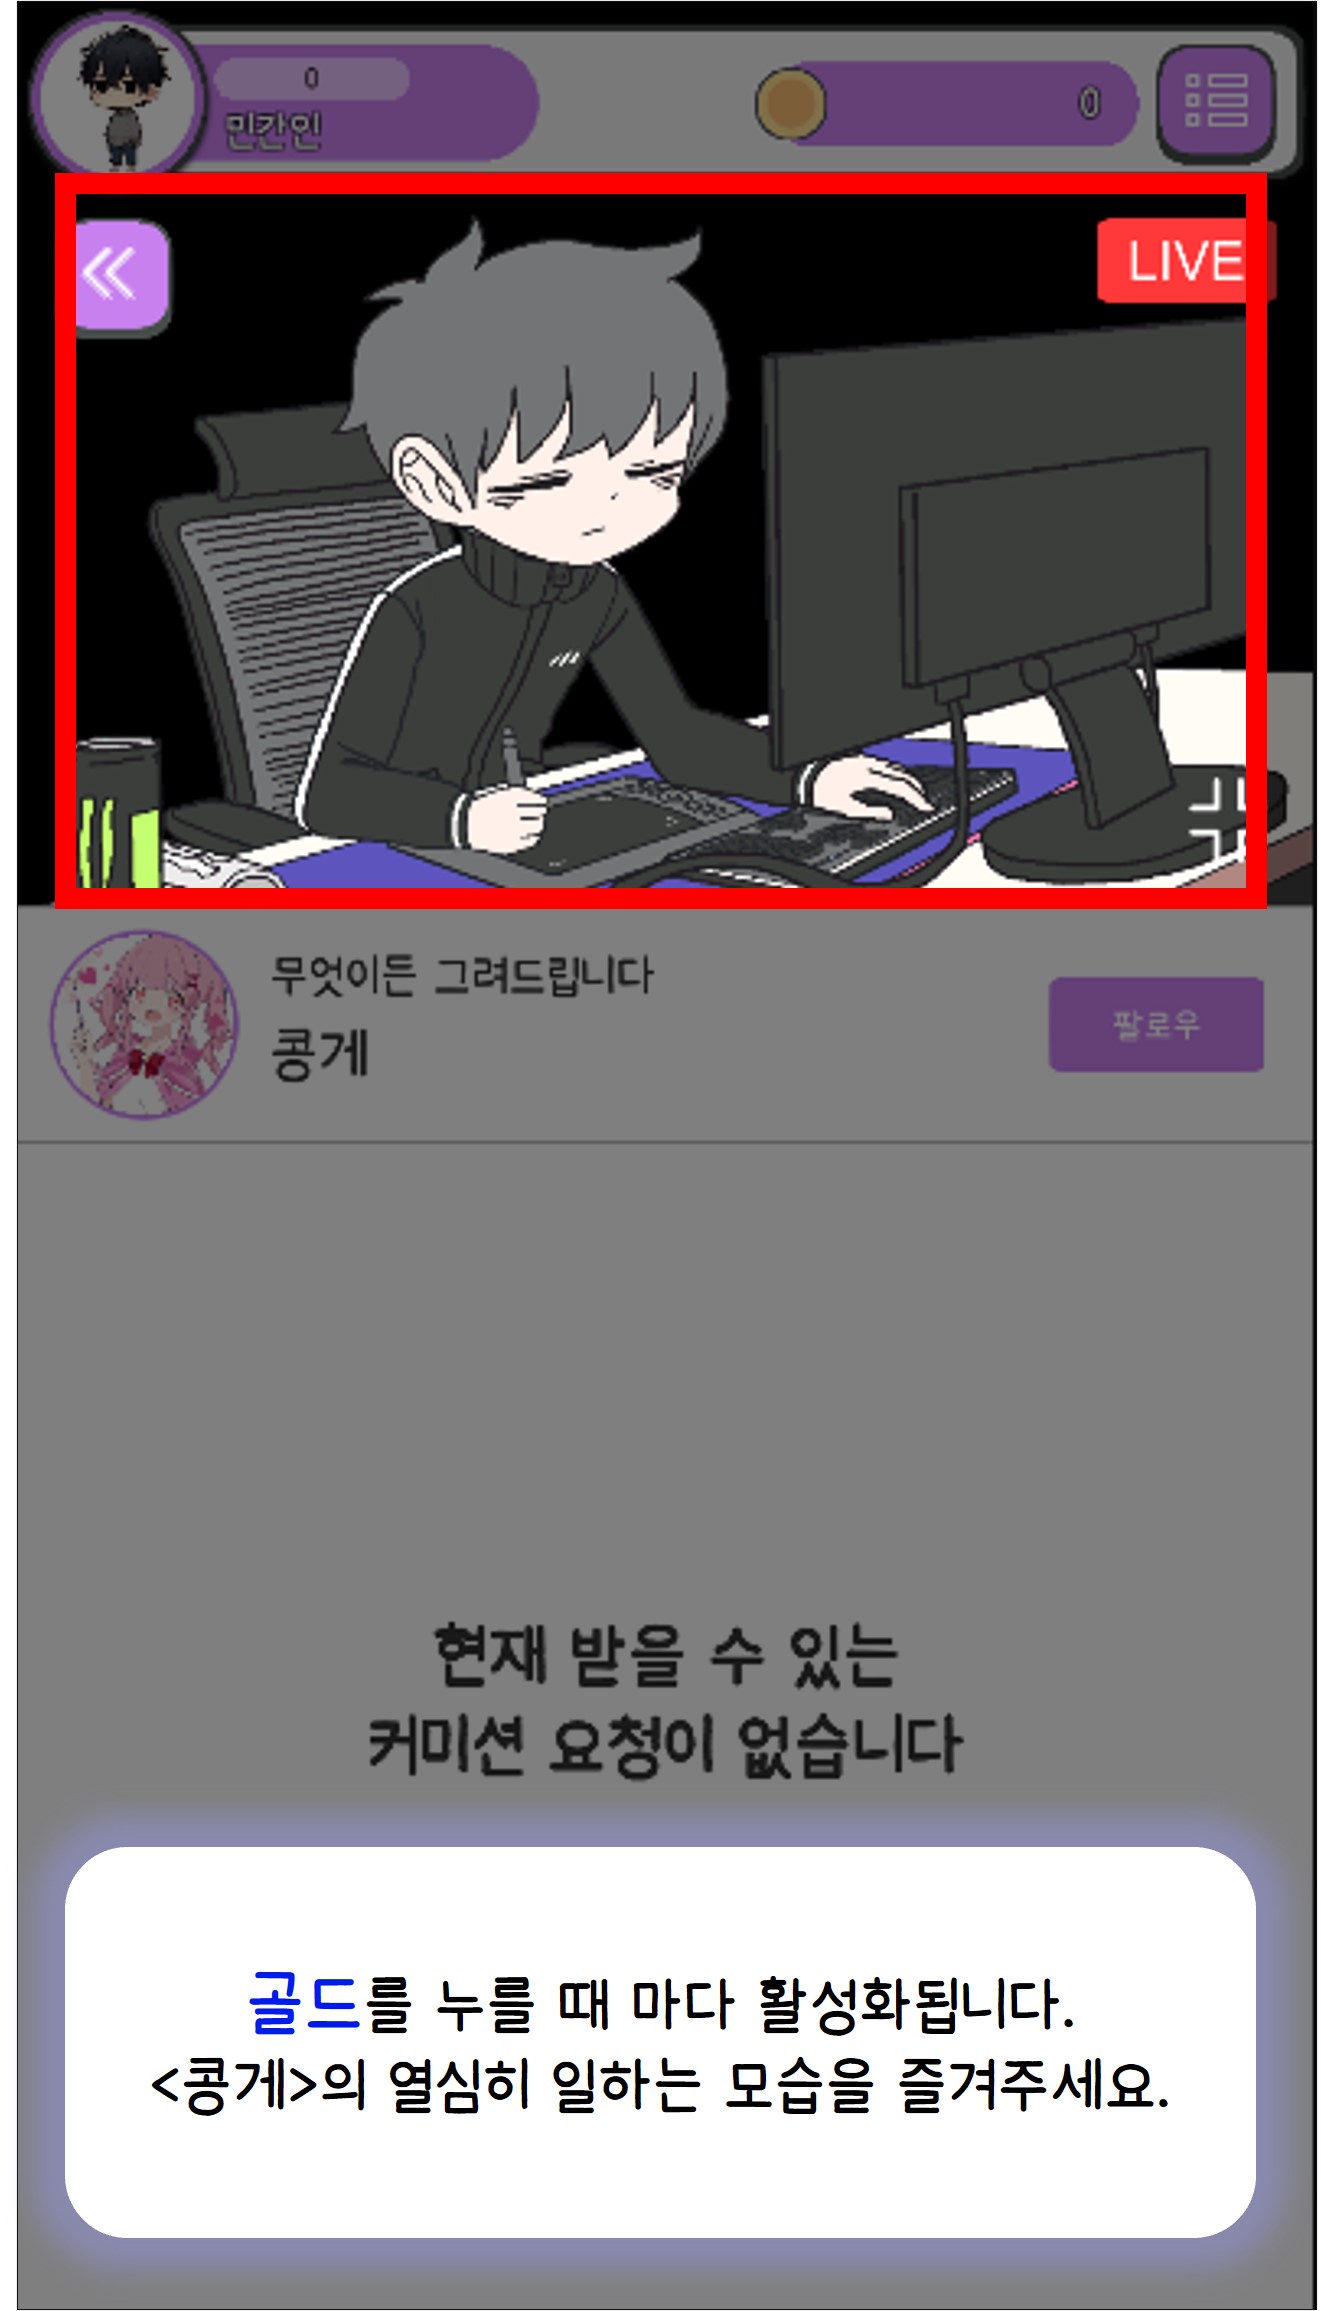 0
민간인
0
LIVE
무엇이든 그려드립니다
콩게
팔로우
현재 받을 수 있는
커미션 요청이 없습니다
골드를 누를 때 마다 활성화됩니다.
<콩게>의 열심히 일하는 모습을 즐겨주세요.